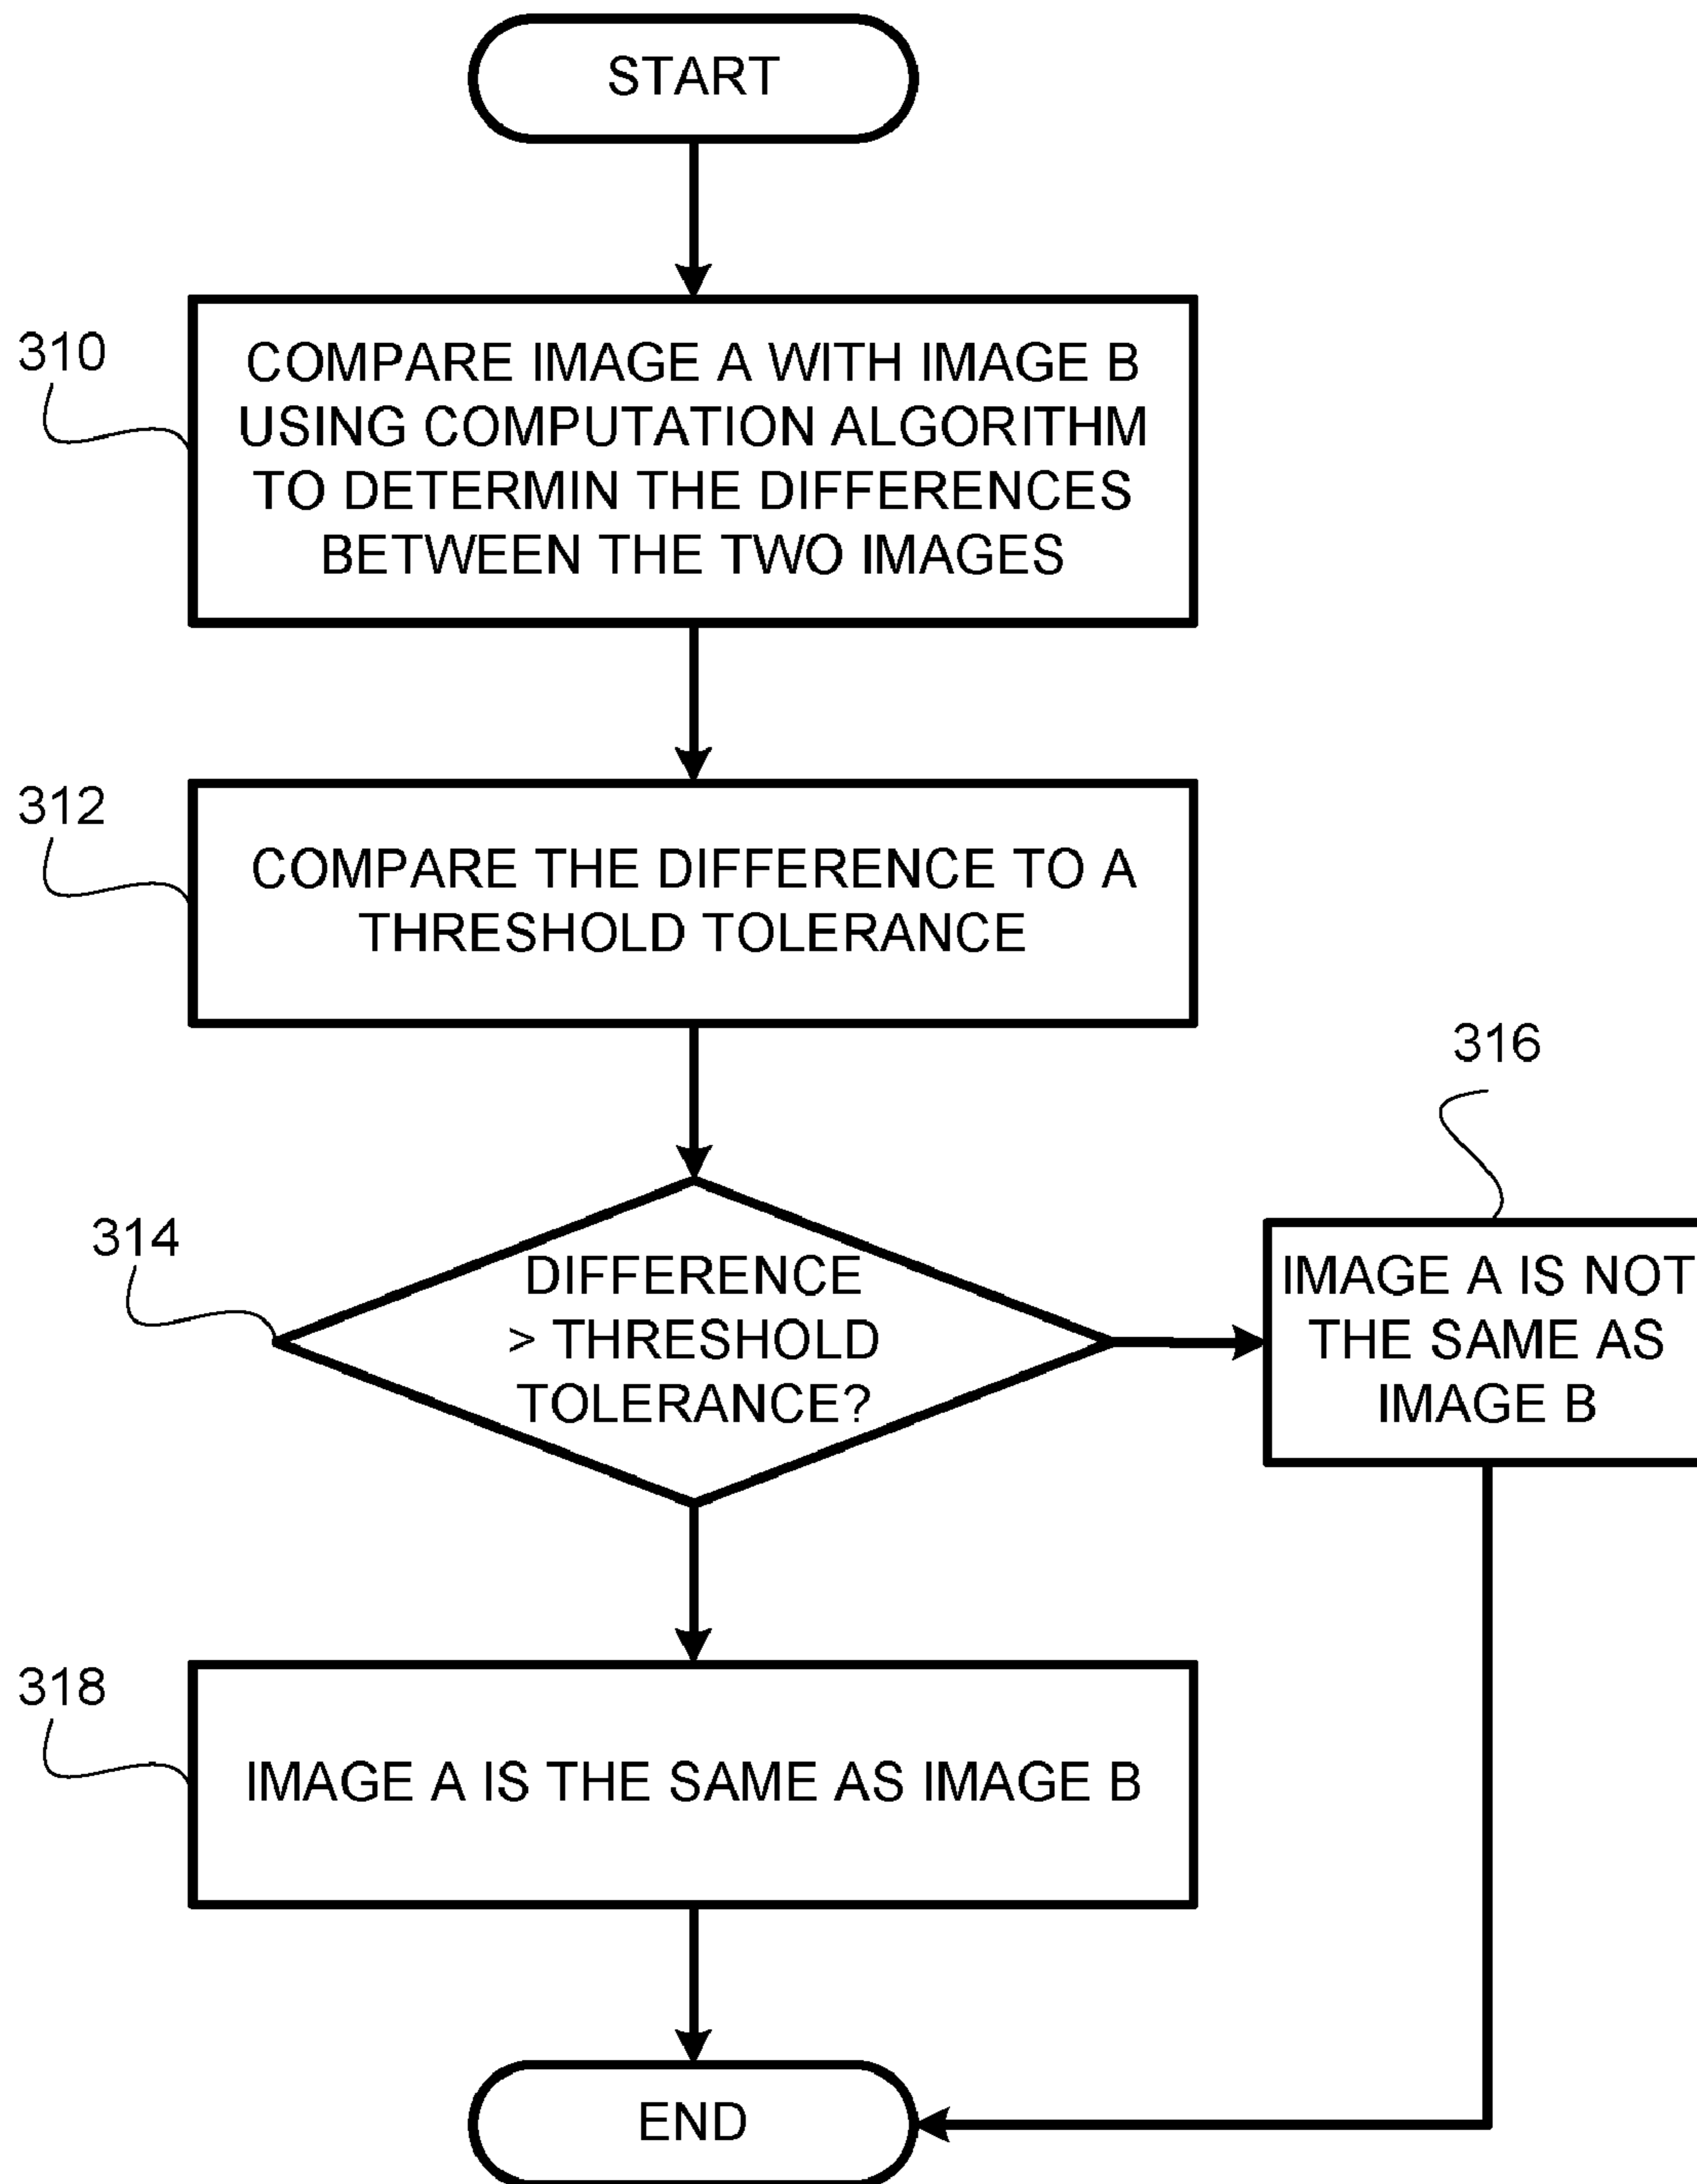 START
310
COMPARE IMAGE A WITH IMAGE B
USING COMPUTATION ALGORITHM
TO DETERMIN THE DIFFERENCES
BETWEEN THE TWO IMAGES
312
COMPARE THE DIFFERENCE TO A
THRESHOLD TOLERANCE
314
DIFFERENCE
> THRESHOLD
TOLERANCE?
316
IMAGE A IS NOT
THE SAME AS
IMAGE B
318
IMAGE A IS THE SAME AS IMAGE B
END